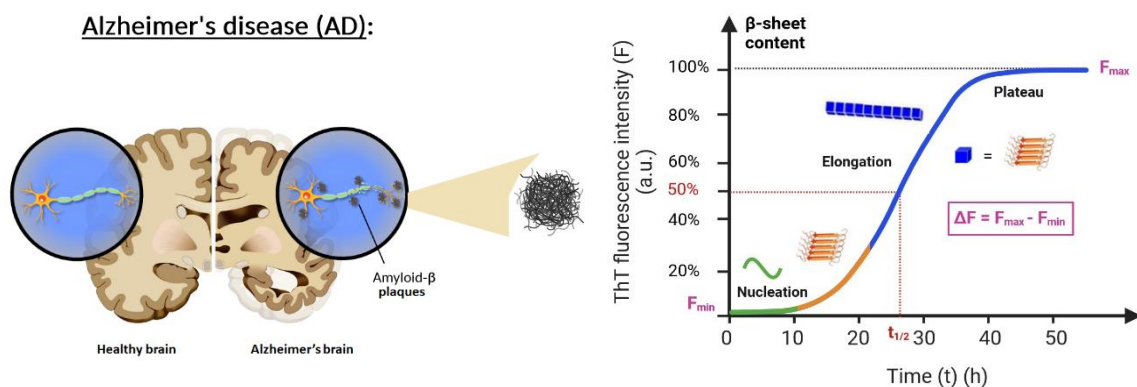 Alzheimer's disease (AD):
Amyloid-β
plaques
Healthy brain
Alzheimer's brain
β-sheet
content
ThT fluorescence intensity (F)
(a.u.)
100%
80%
60%
50%
40%
20%
F_min
F_max
Plateau
Elongation
=
ΔF = F_max - F_min
Nucleation
0
10
20
t_1/2
30
40
50
Time (t) (h)